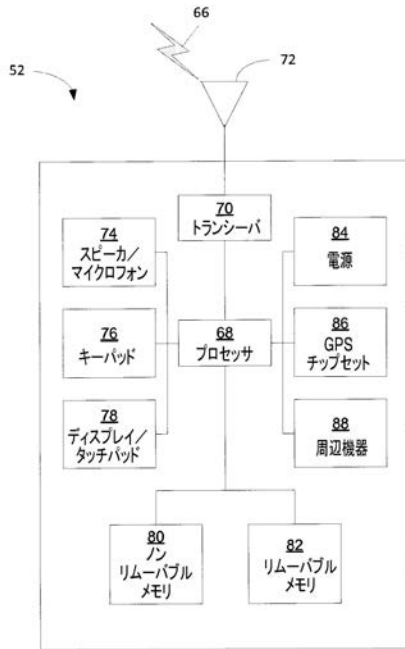 66
72
52
70
トランシーバ
74
スピーカ／
マイクロフォン
84
電源
76
キーパッド
68
プロセッサ
86
GPS
チップセット
78
ディスプレイ／
タッチパッド
88
周辺機器
80
ノン
リムーバブル
メモリ
82
リムーバブル
メモリ